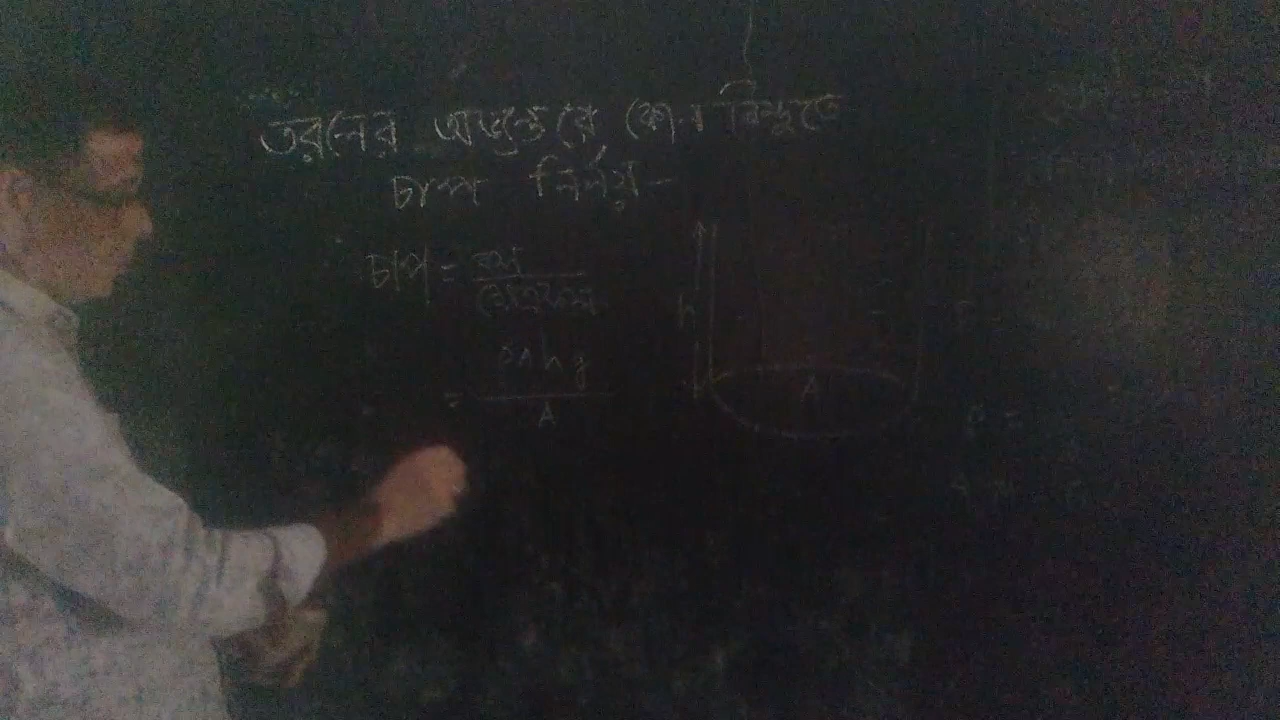 তরলের অভ্যন্তরে কোন বিন্দুতে
চাপ নির্ণয় -
চাপ = বল
ক্ষেত্রফল
= ρAhg
A
h
A